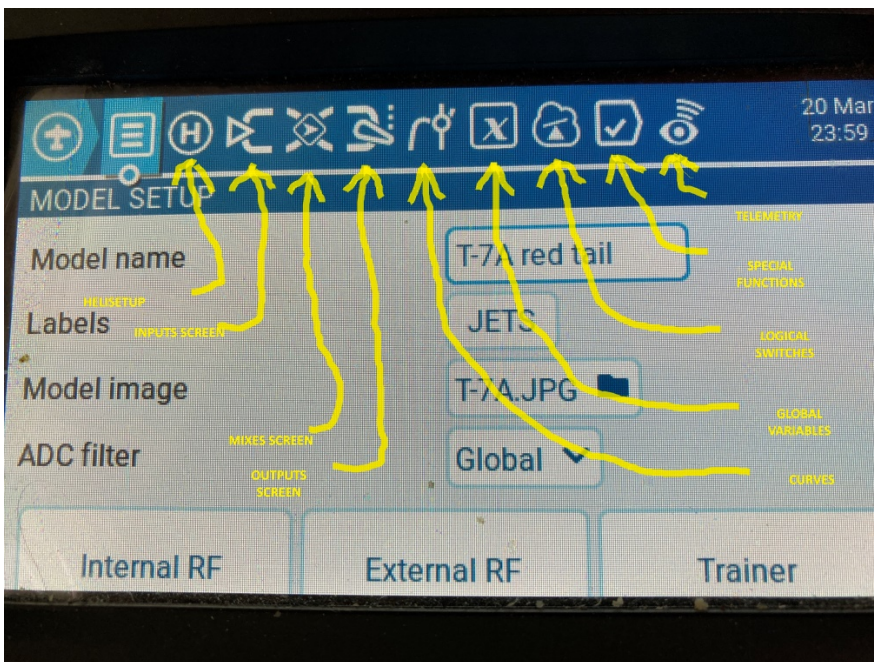 20 Mar
23:59
MODEL SETUP
TELEMETRY
Model name
T-7A red tail
SPECIAL
FUNCTIONS
HELISETUP
Labels
INPUTS SCREEN
JETS
LOGICAL
SWITCHES
Model image
T-7A.JPG
GLOBAL
VARIABLES
MIXES SCREEN
ADC filter
Global
OUTPUTS
SCREEN
CURVES
Internal RF
External RF
Trainer